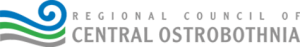 REGIONAL COUNCIL OF
CENTRAL OSTROBOTHNIA